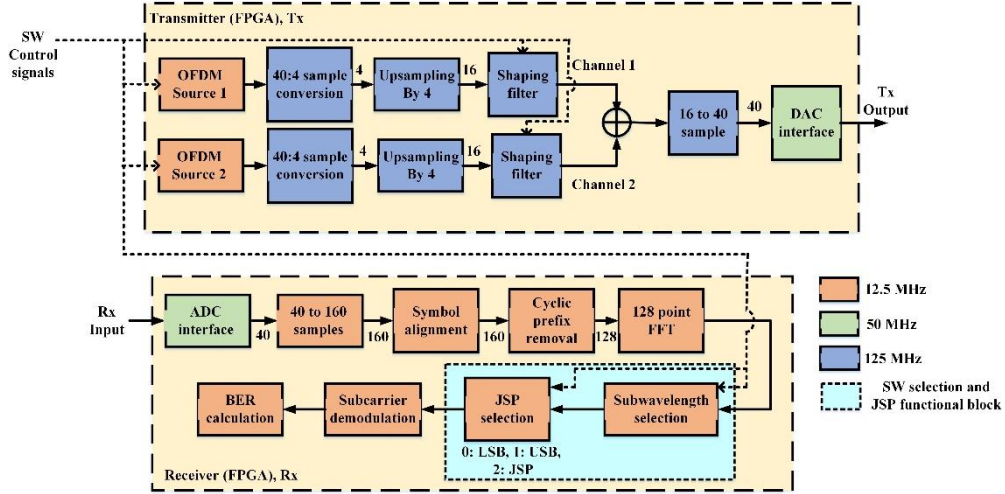 Transmitter (FPGA), Tx
SW
Control
signals
OFDM
Source 1
40:4 sample
conversion
4
Upsampling
By 4
16
Shaping
filter
Channel 1
16 to 40
sample
40
DAC
interface
Tx
Output
OFDM
Source 2
40:4 sample
conversion
4
Upsampling
By 4
16
Shaping
filter
Channel 2
Rx
Input
ADC
interface
40
40 to 160
samples
160
Symbol
alignment
160
Cyclic
prefix
removal
128
128 point
FFT
BER
calculation
Subcarrier
demodulation
JSP
selection
Subwavelength
selection
0: LSB, 1: USB,
2: JSP
Receiver (FPGA), Rx
12.5 MHz
50 MHz
125 MHz
SW selection and
JSP functional block